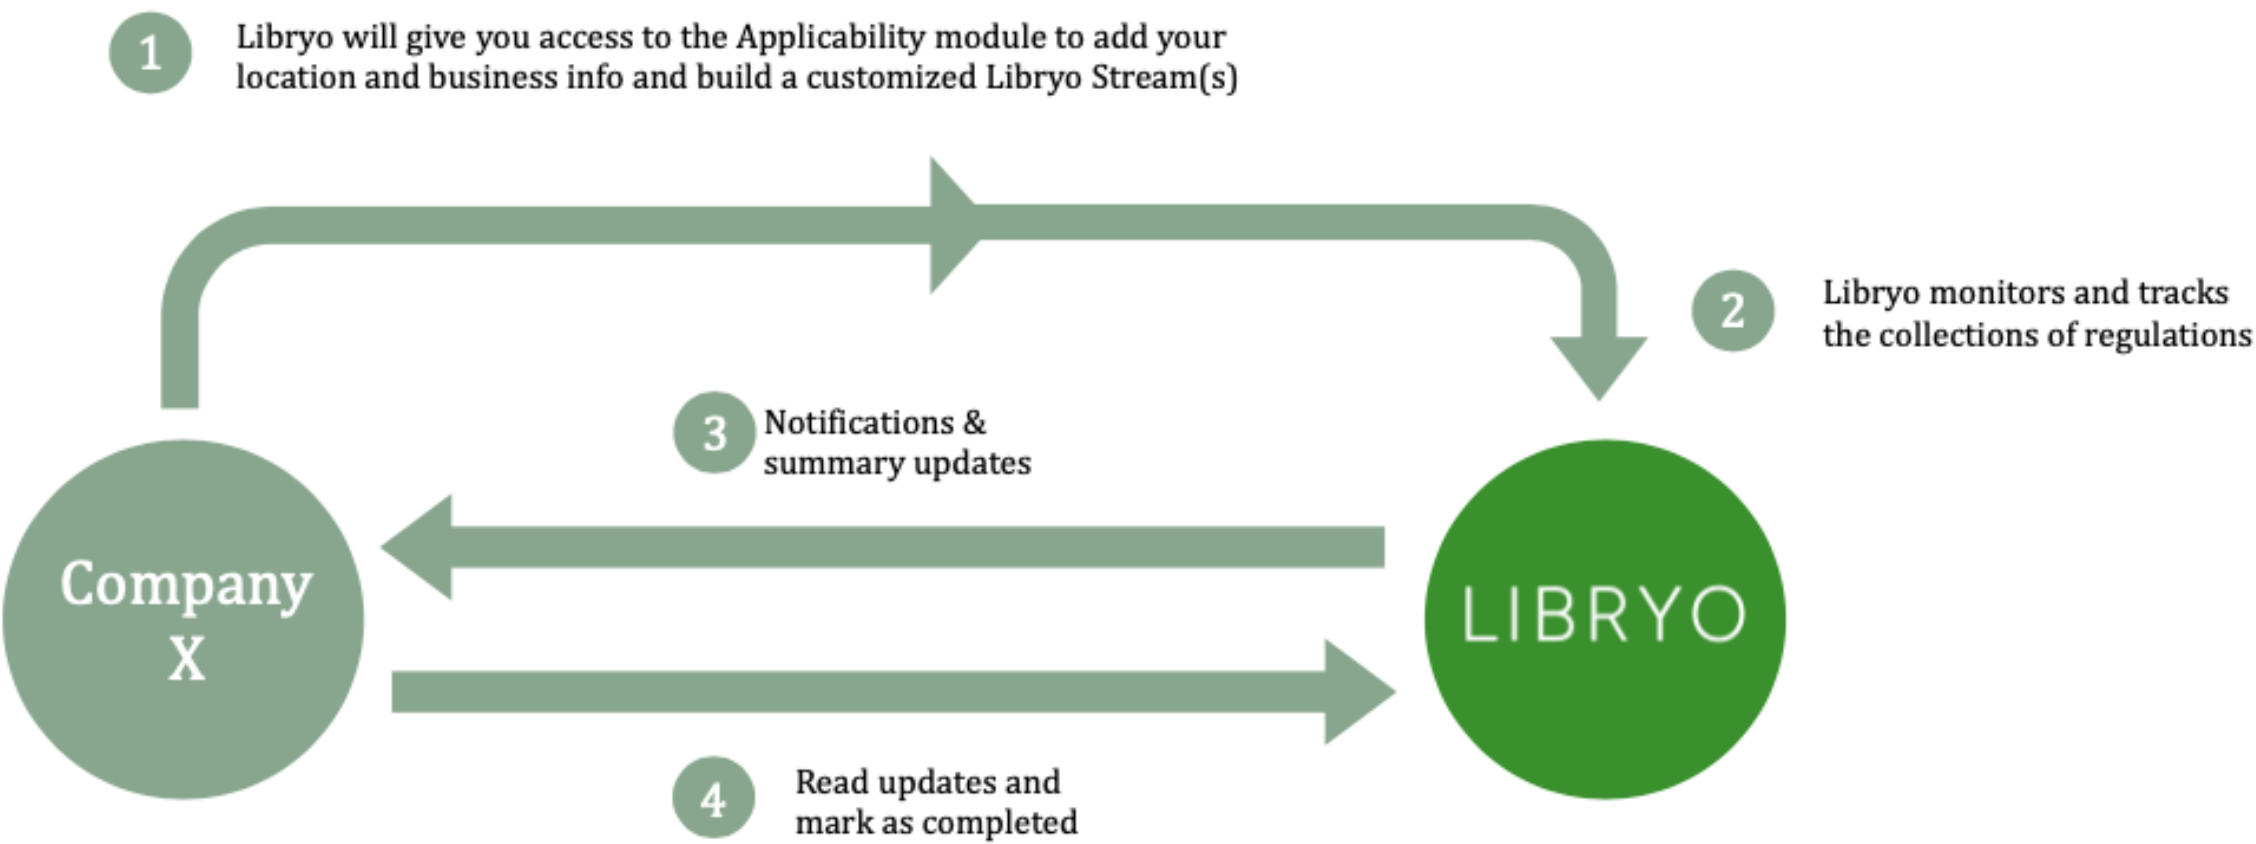 1
Libryo will give you access to the Applicability module to add your
location and business info and build a customized Libryo Stream(s)
2
Libryo monitors and tracks
the collections of regulations
3
Notifications &
summary updates
Company
X
LIBRYO
4
Read updates and
mark as completed